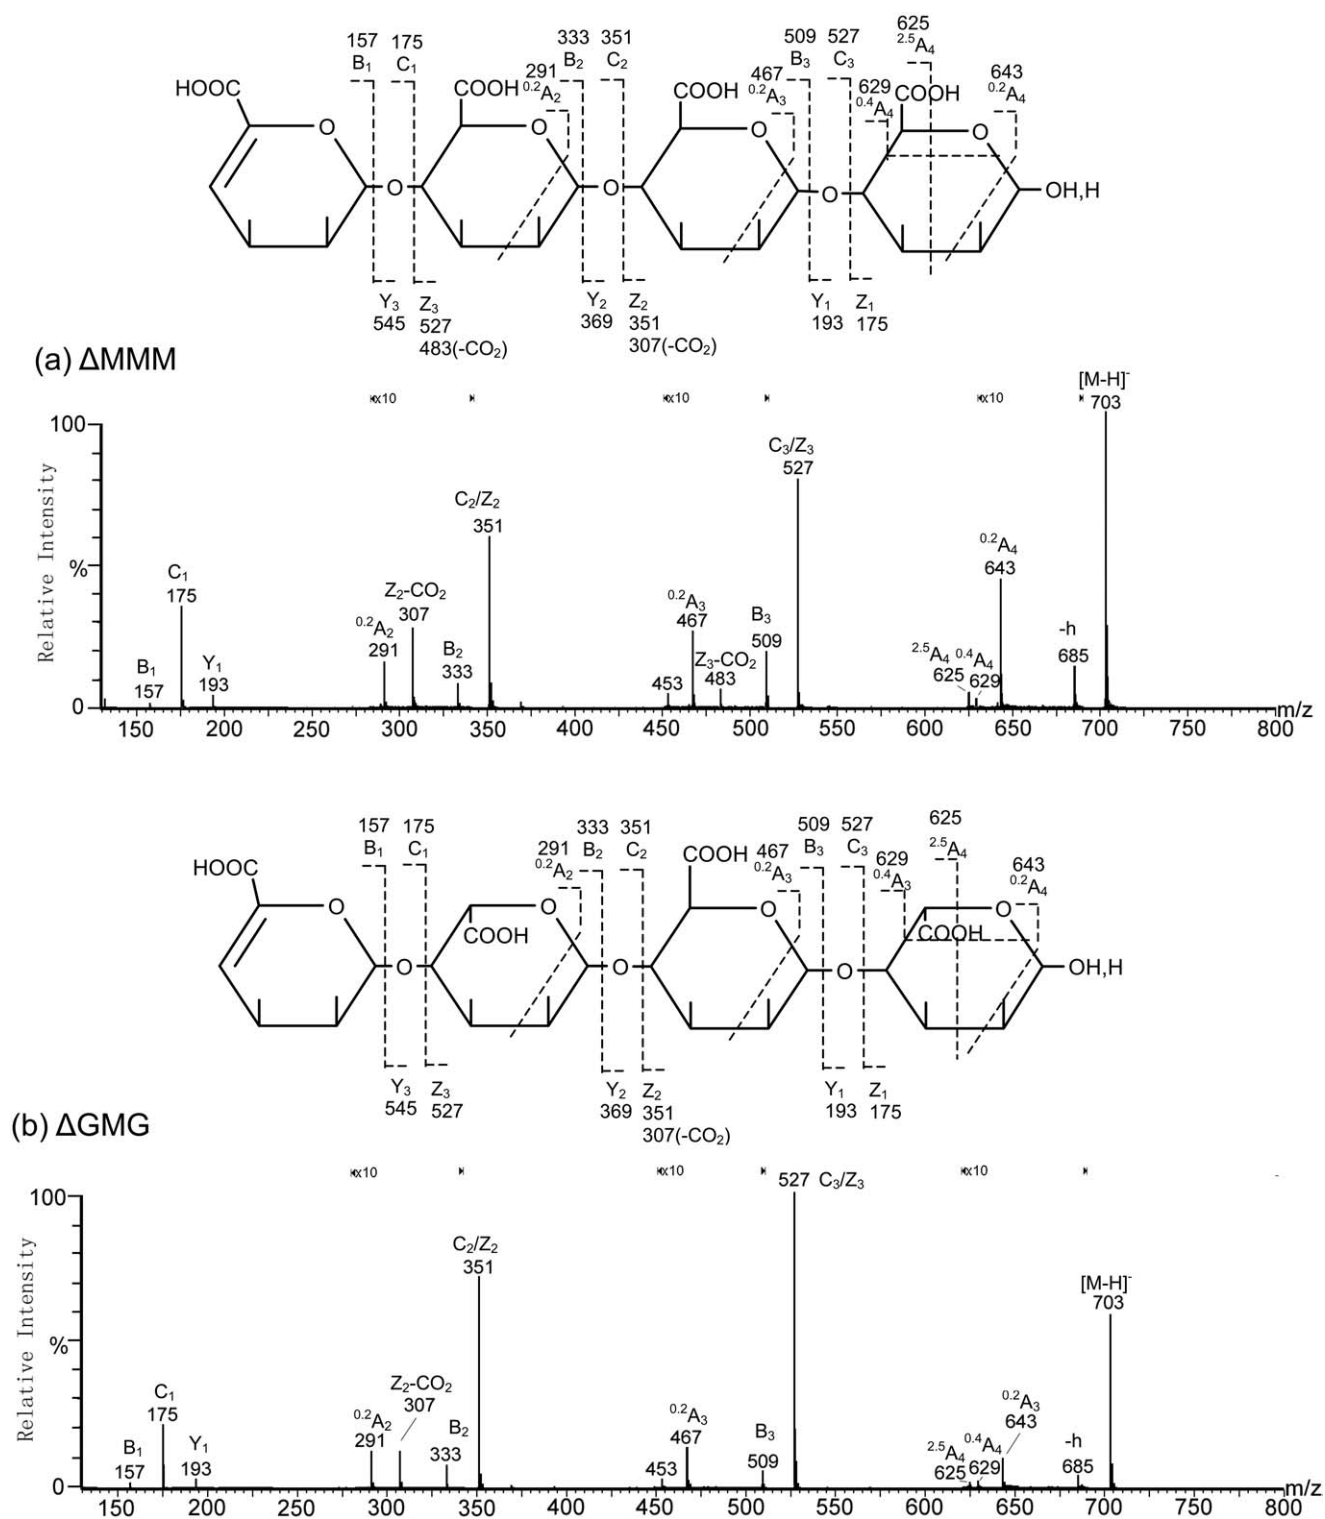 157 175 333 351 509 527 625
B₁ C₁ 291 B₂ C₂ 467 B₃ C₃ 2.5A₄
0.2A₂ 0.2A₃ 629 0.4A₄ 643 0.2A₄
HOOC COOH COOH COOH
O O O O
O O O OH,H
Y₃ Z₃ Y₂ Z₂ Y₁ Z₁
545 527 369 351 193 175
483(-CO₂) 307(-CO₂)
(a) ΔMMM
x10 x10 x10 [M-H]⁻
703
100
C₃/Z₃
527
C₂/Z₂
351
0.2A₄
643
%
C₁
175
Z₂-CO₂
307
0.2A₂
291
0.2A₃
467
B₃
509
-h
685
B₁
157
Y₁
193
B₂
333
453
Z₃-CO₂
483
2.5A₄ 0.4A₄
625 629
0
Relative Intensity
150 200 250 300 350 400 450 500 550 600 650 700 750 800 m/z
157 175 333 351 509 527 625
B₁ C₁ 291 B₂ C₂ 467 B₃ C₃ 2.5A₄
0.2A₂ 0.2A₃ 629 0.4A₃ 643 0.2A₄
HOOC COOH COOH COOH
O O O O
O O O OH,H
Y₃ Z₃ Y₂ Z₂ Y₁ Z₁
545 527 369 351 193 175
307(-CO₂)
(b) ΔGMG
x10 x10 x10
527 C₃/Z₃
100
C₂/Z₂
351
[M-H]⁻
703
%
C₁
175
Z₂-CO₂
307
0.2A₂
291
B₂
333
0.2A₃
467
0.2A₃
643
B₁
157
Y₁
193
453
B₃
509
2.5A₄ 0.4A₄
625 629
-h
685
0
Relative Intensity
150 200 250 300 350 400 450 500 550 600 650 700 750 800 m/z